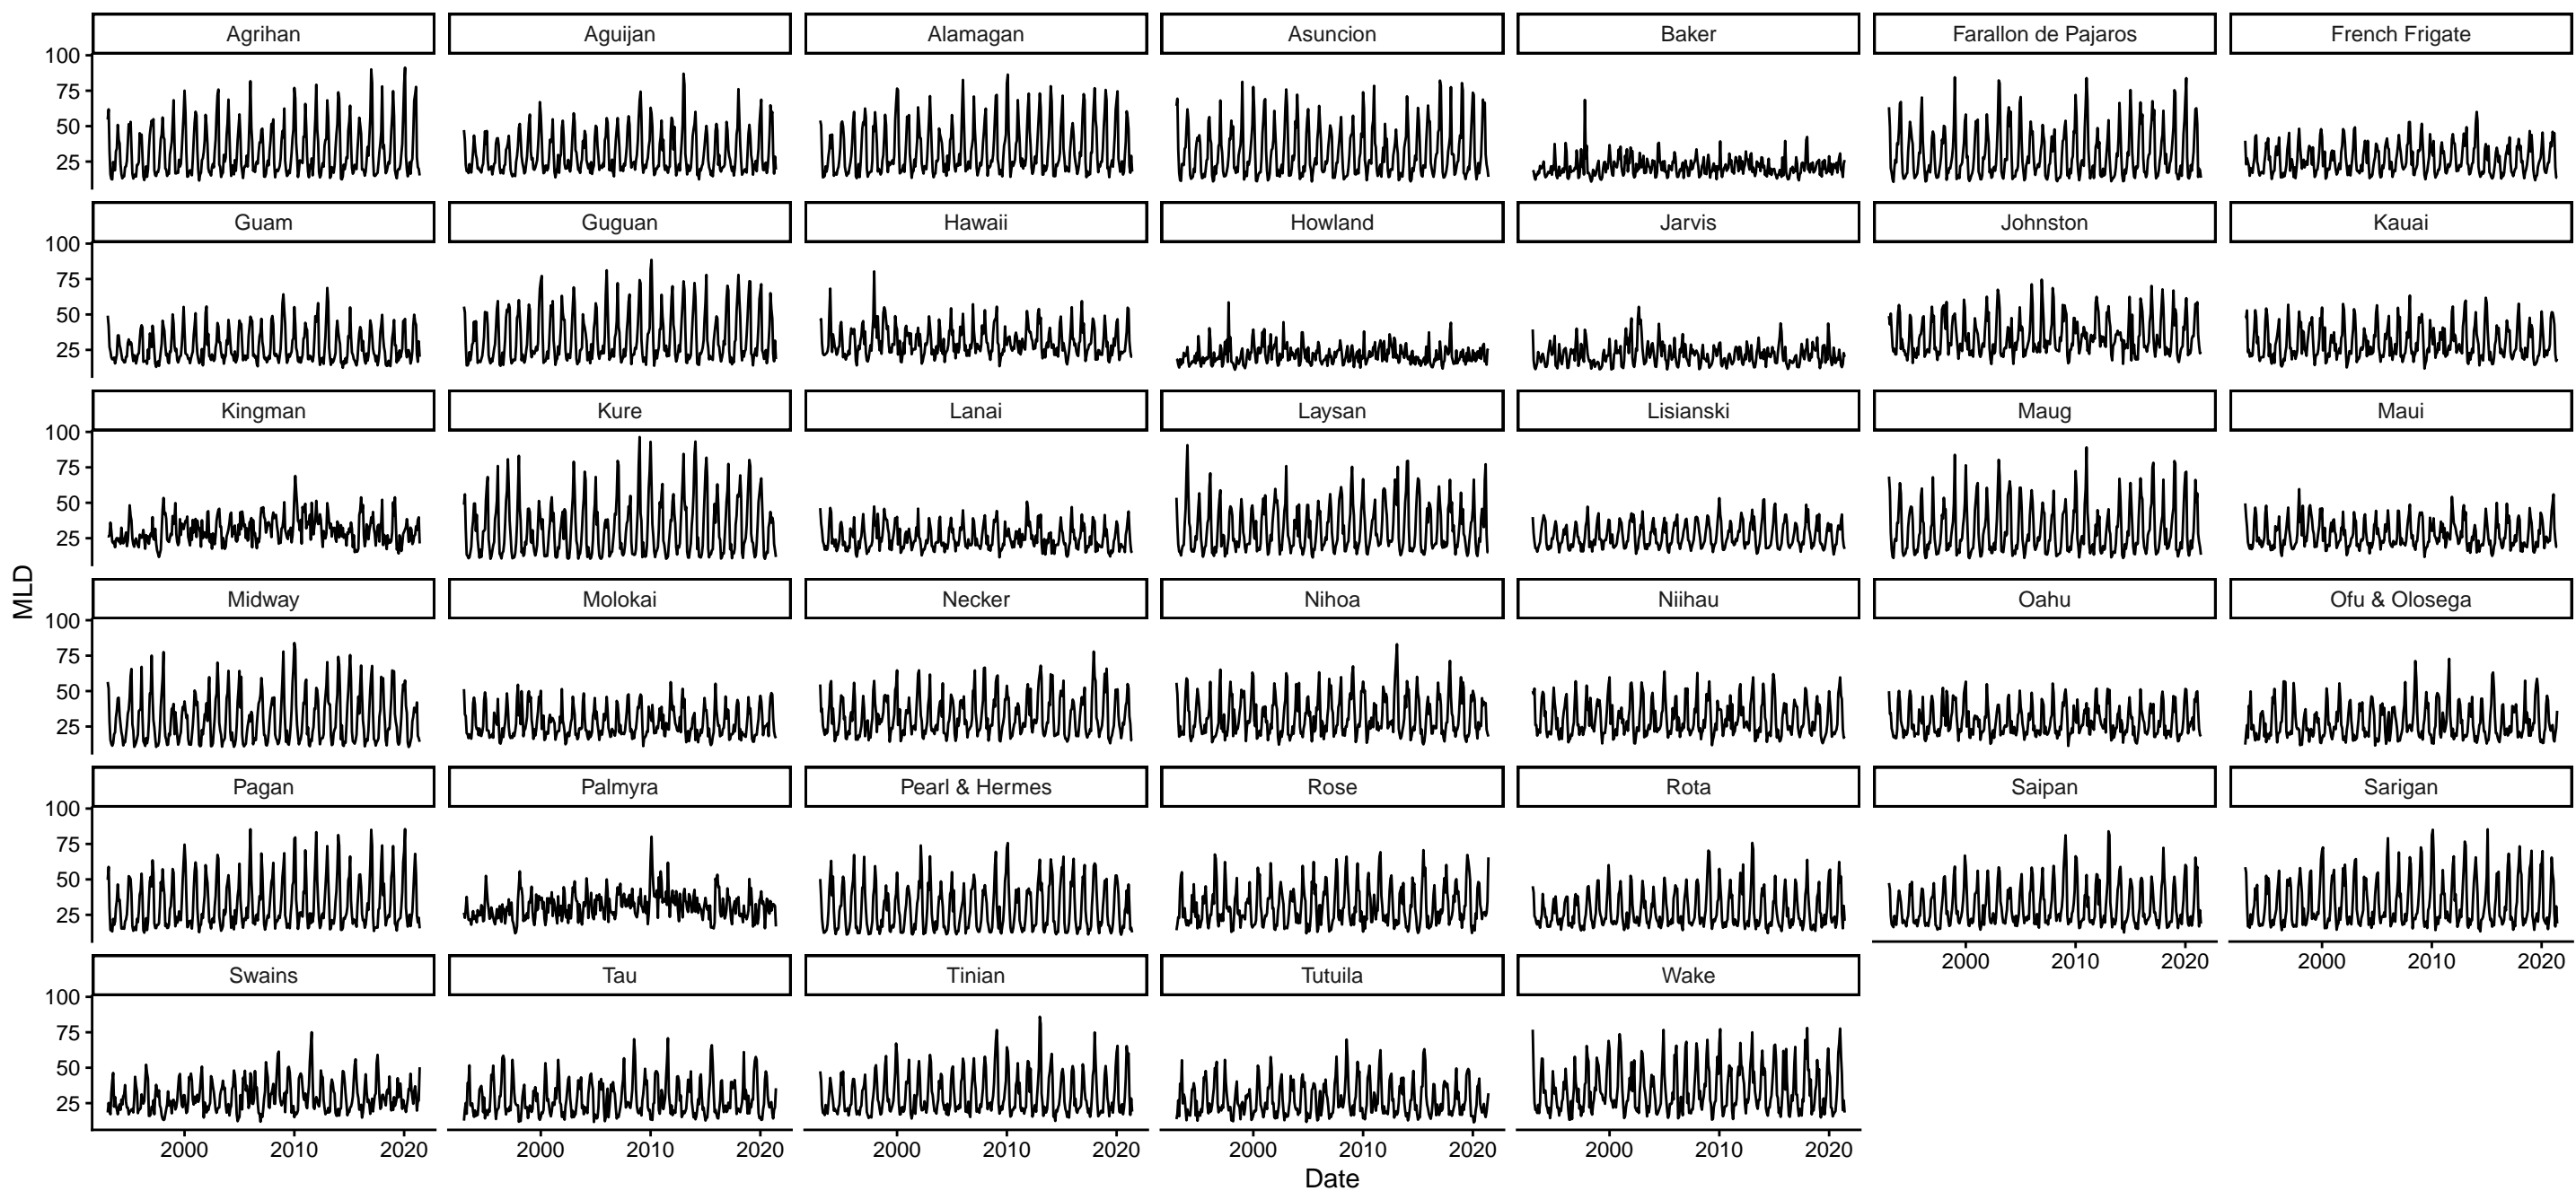 Agrihan Aguijan Alamagan Asuncion Baker Farallon de Pajaros French Frigate
100
75
50
25
Guam Guguan Hawaii Howland Jarvis Johnston Kauai
100
75
50
25
Kingman Kure Lanai Laysan Lisianski Maug Maui
100
75
50
25
MLD
Midway Molokai Necker Nihoa Niihau Oahu Ofu & Olosega
100
75
50
25
Pagan Palmyra Pearl & Hermes Rose Rota Saipan Sarigan
100
75
50
25
2000 2010 2020 2000 2010 2020
Swains Tau Tinian Tutuila Wake
100
75
50
25
2000 2010 2020 2000 2010 2020 2000 2010 2020 2000 2010 2020 2000 2010 2020
Date